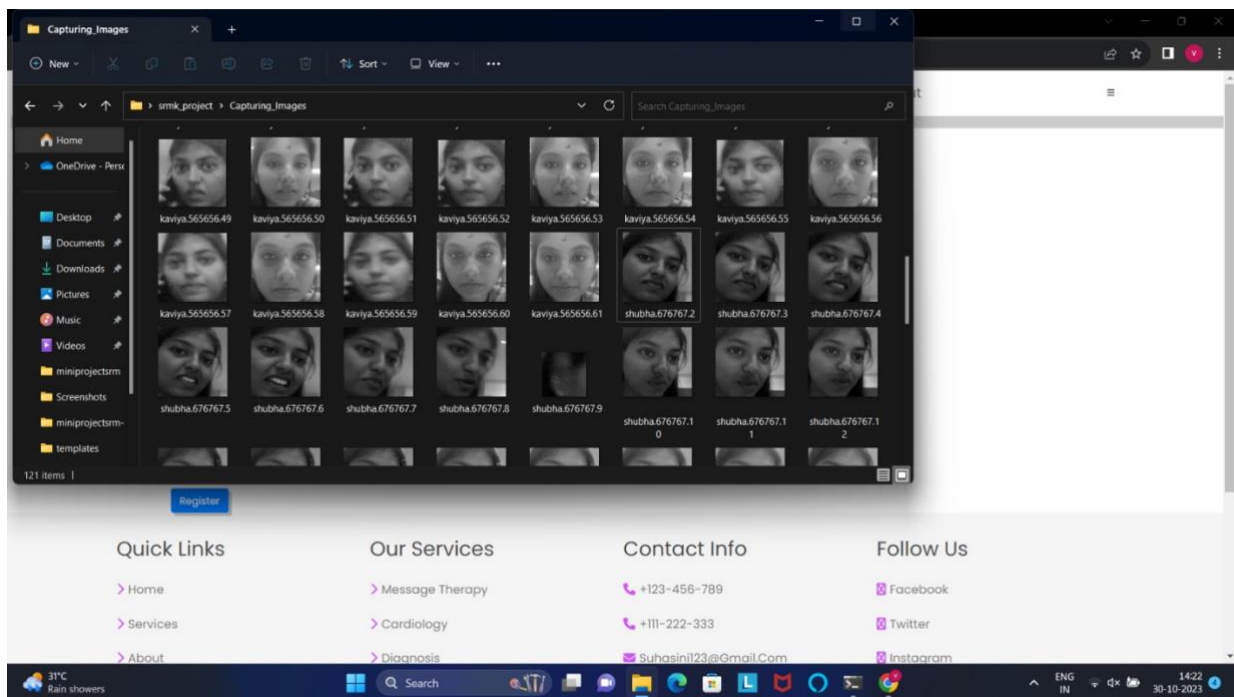 Capturing_Images
New
Sort
View
srmk_project > Capturing_Images
Search Capturing_Images
Home
OneDrive - Perso
Desktop
Documents
Downloads
Pictures
Music
Videos
miniprojectsrm
Screenshots
miniprojectsrm-
templates
kaviya.565656.49 kaviya.565656.50 kaviya.565656.51 kaviya.565656.52 kaviya.565656.53 kaviya.565656.54 kaviya.565656.55 kaviya.565656.56
kaviya.565656.57 kaviya.565656.58 kaviya.565656.59 kaviya.565656.60 kaviya.565656.61 shubha.676767.2 shubha.676767.3 shubha.676767.4
shubha.676767.5 shubha.676767.6 shubha.676767.7 shubha.676767.8 shubha.676767.9 shubha.676767.1 shubha.676767.1 shubha.676767.1
0 1 2
121 items
Register
Quick Links Our Services Contact Info Follow Us
Home Message Therapy +123-456-789 Facebook
Services Cardiology +111-222-333 Twitter
About Diagnosis Suhasini123@Gmail.Com Instagram
31°C
Rain showers
Search
ENG
IN
14:22
30-10-2023
4